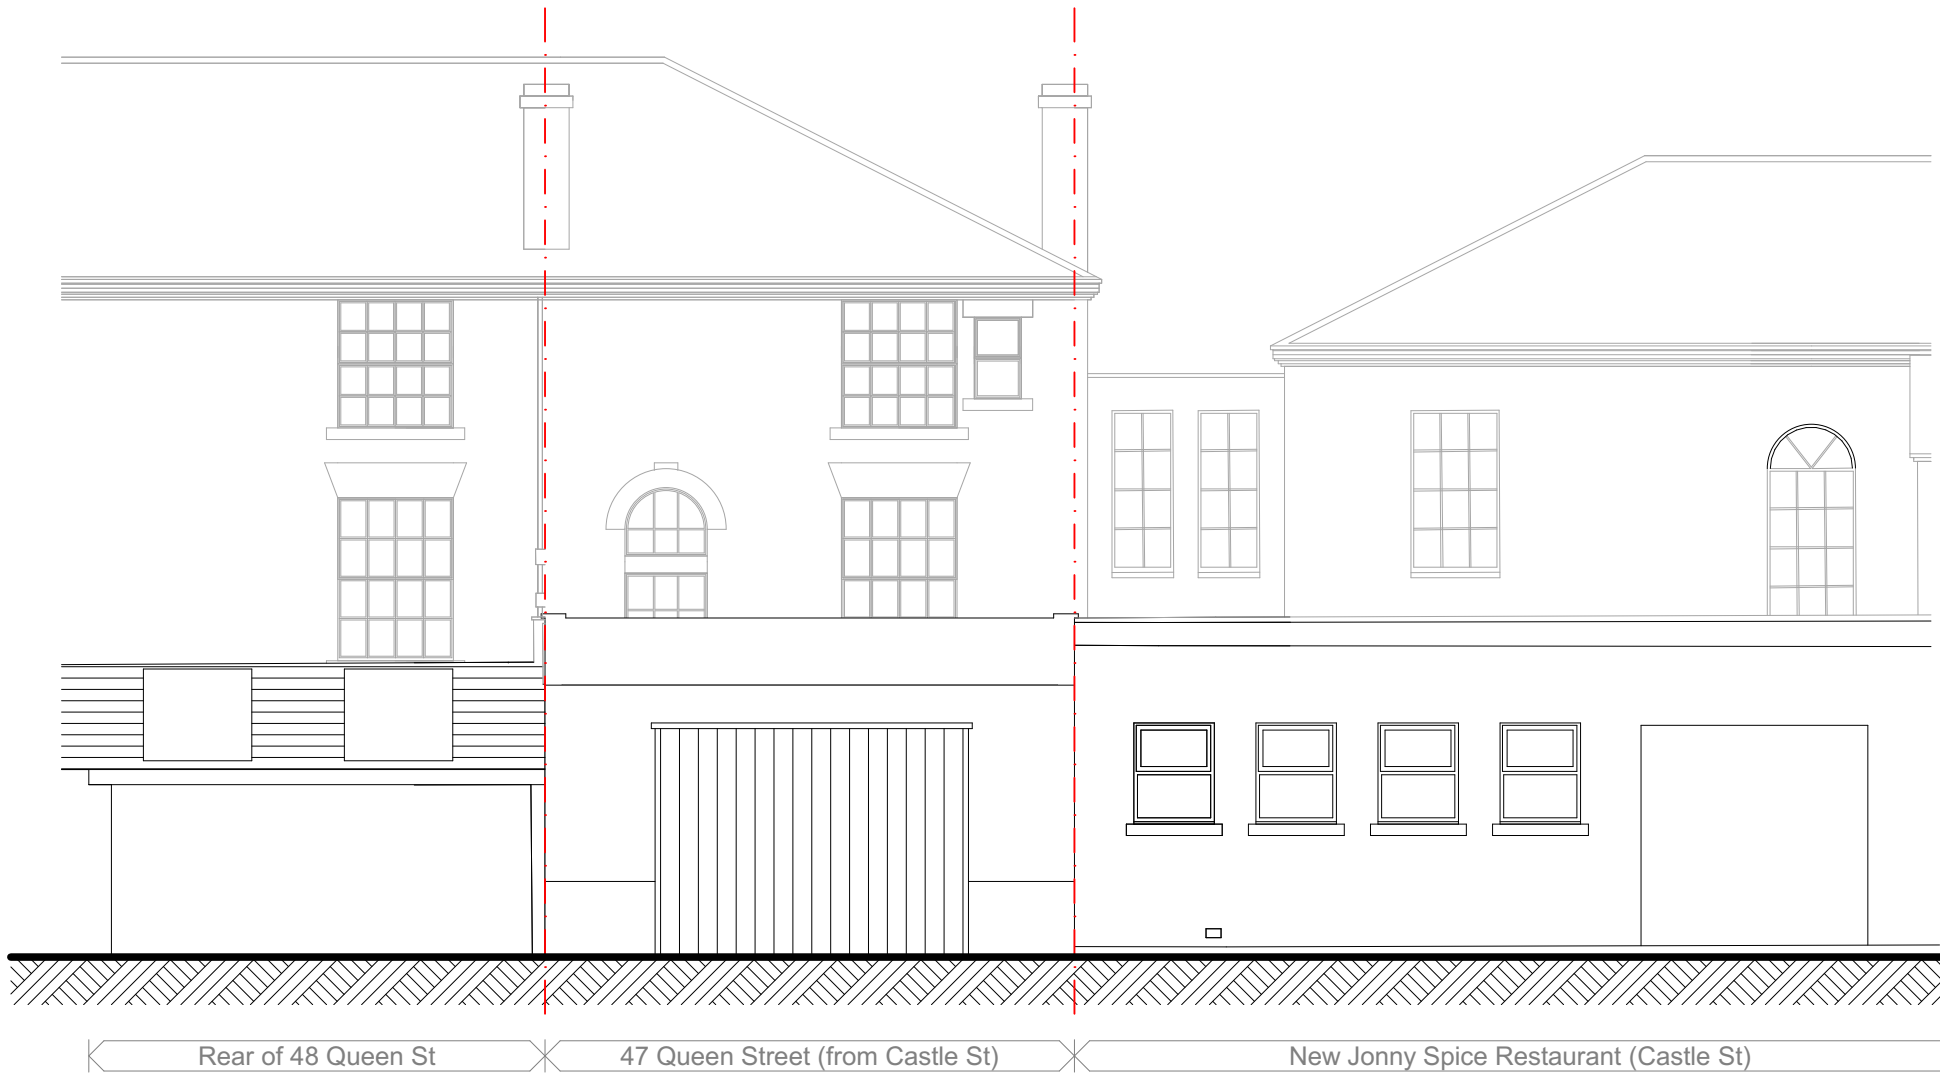 Rear of 48 Queen St
47 Queen Street (from Castle St)
New Jonny Spice Restaurant (Castle St)